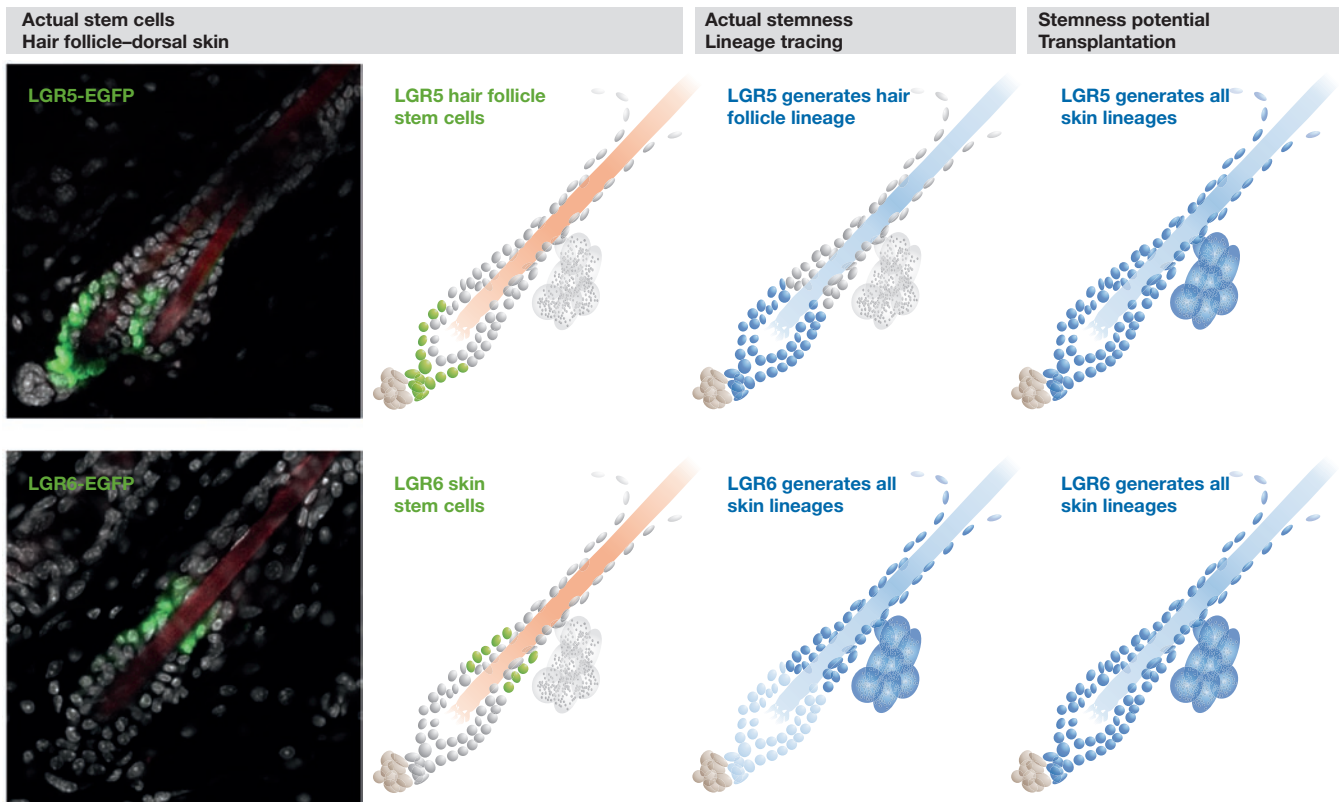 Actual stem cells
Hair follicle–dorsal skin
Actual stemness
Lineage tracing
Stemness potential
Transplantation
LGR5-EGFP
LGR5 hair follicle
stem cells
LGR5 generates hair
follicle lineage
LGR5 generates all
skin lineages
LGR6-EGFP
LGR6 skin
stem cells
LGR6 generates all
skin lineages
LGR6 generates all
skin lineages